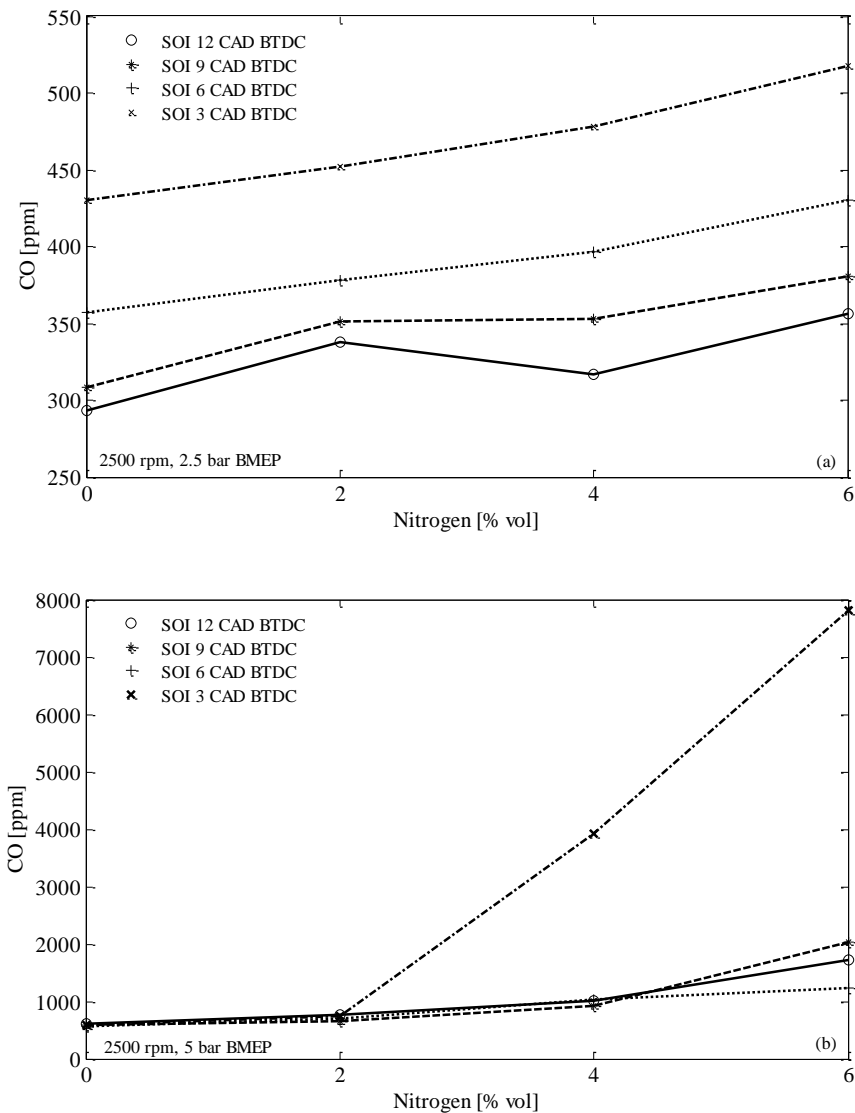 550
SOI 12 CAD BTDC
SOI 9 CAD BTDC
500
SOI 6 CAD BTDC
SOI 3 CAD BTDC
450
400
CO [ppm]
350
300
2500 rpm, 2.5 bar BMEP
(a)
250
0 2 4 6
Nitrogen [% vol]
8000
SOI 12 CAD BTDC
SOI 9 CAD BTDC
7000
SOI 6 CAD BTDC
SOI 3 CAD BTDC
6000
5000
CO [ppm]
4000
3000
2000
1000
2500 rpm, 5 bar BMEP
(b)
0
0 2 4 6
Nitrogen [% vol]